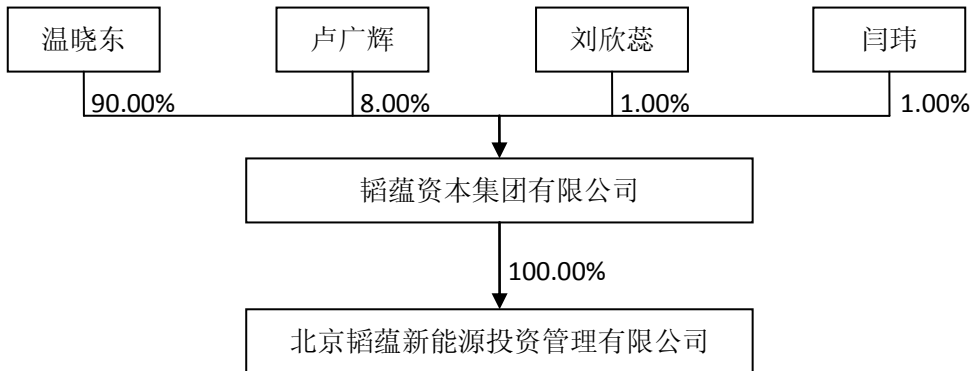 温晓东 卢广辉 刘欣蕊 闫玮
90.00% 8.00% 1.00% 1.00%
韬蕴资本集团有限公司
100.00%
北京韬蕴新能源投资管理有限公司